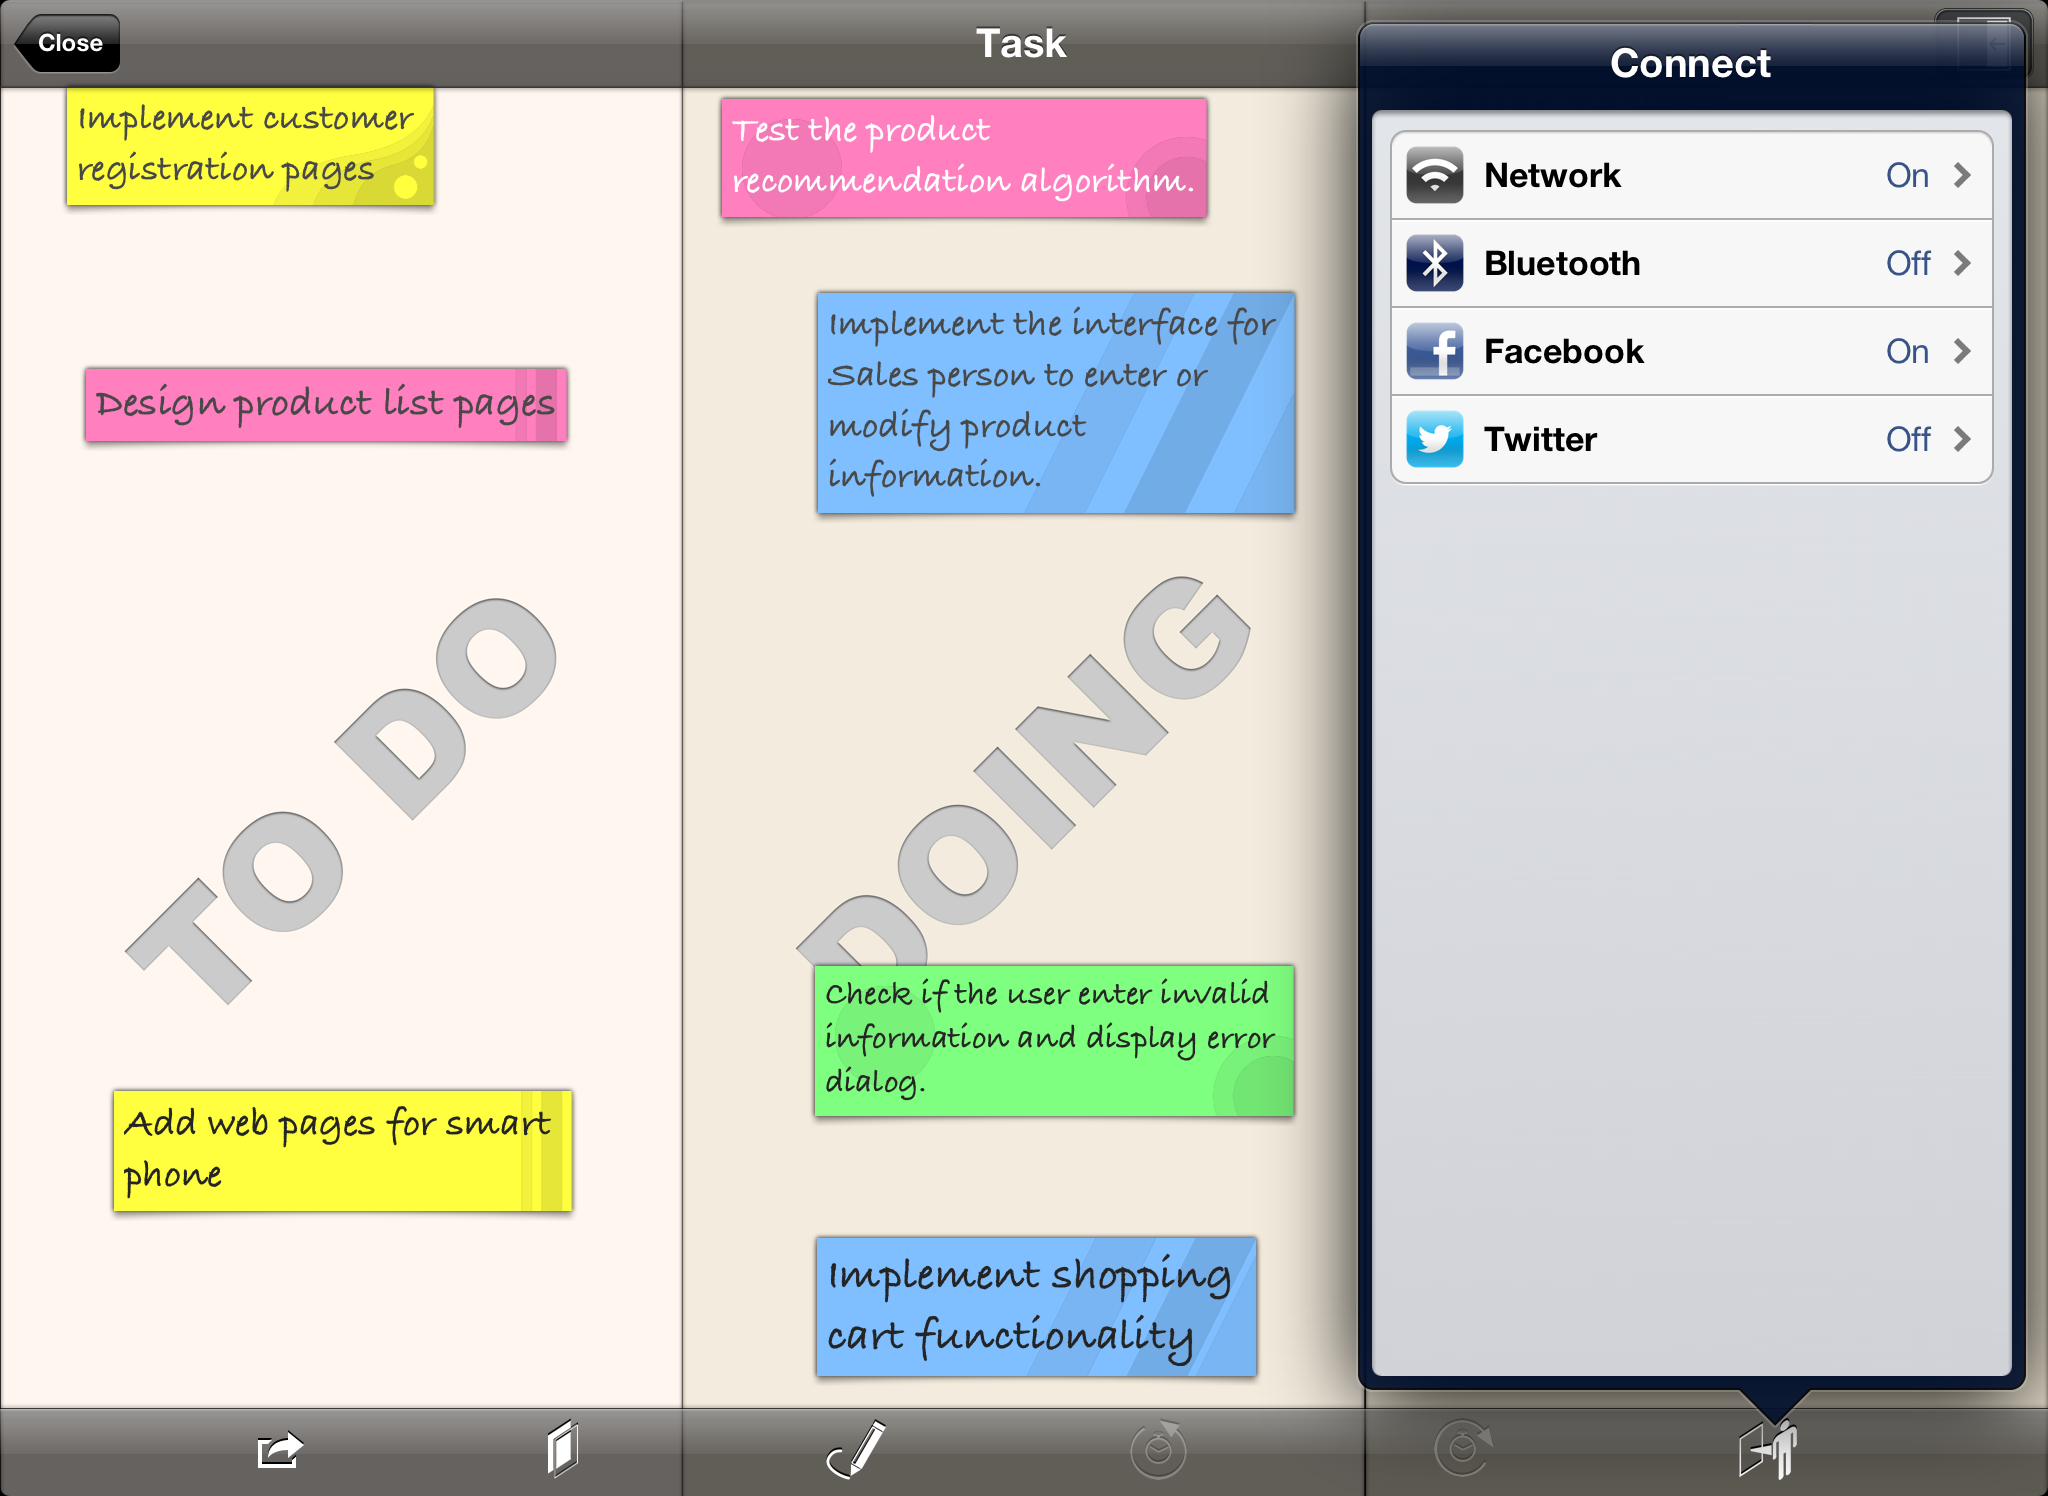 Close
Task
Connect
Implement customer
registration pages
Design product list pages
TO DO
Add web pages for smart
phone
Test the product
recommendation algorithm.
Implement the interface for
Sales person to enter or
modify product
information.
DOING
Check if the user enter invalid
information and display error
dialog.
Implement shopping
cart functionality
Network On
Bluetooth Off
Facebook On
Twitter Off